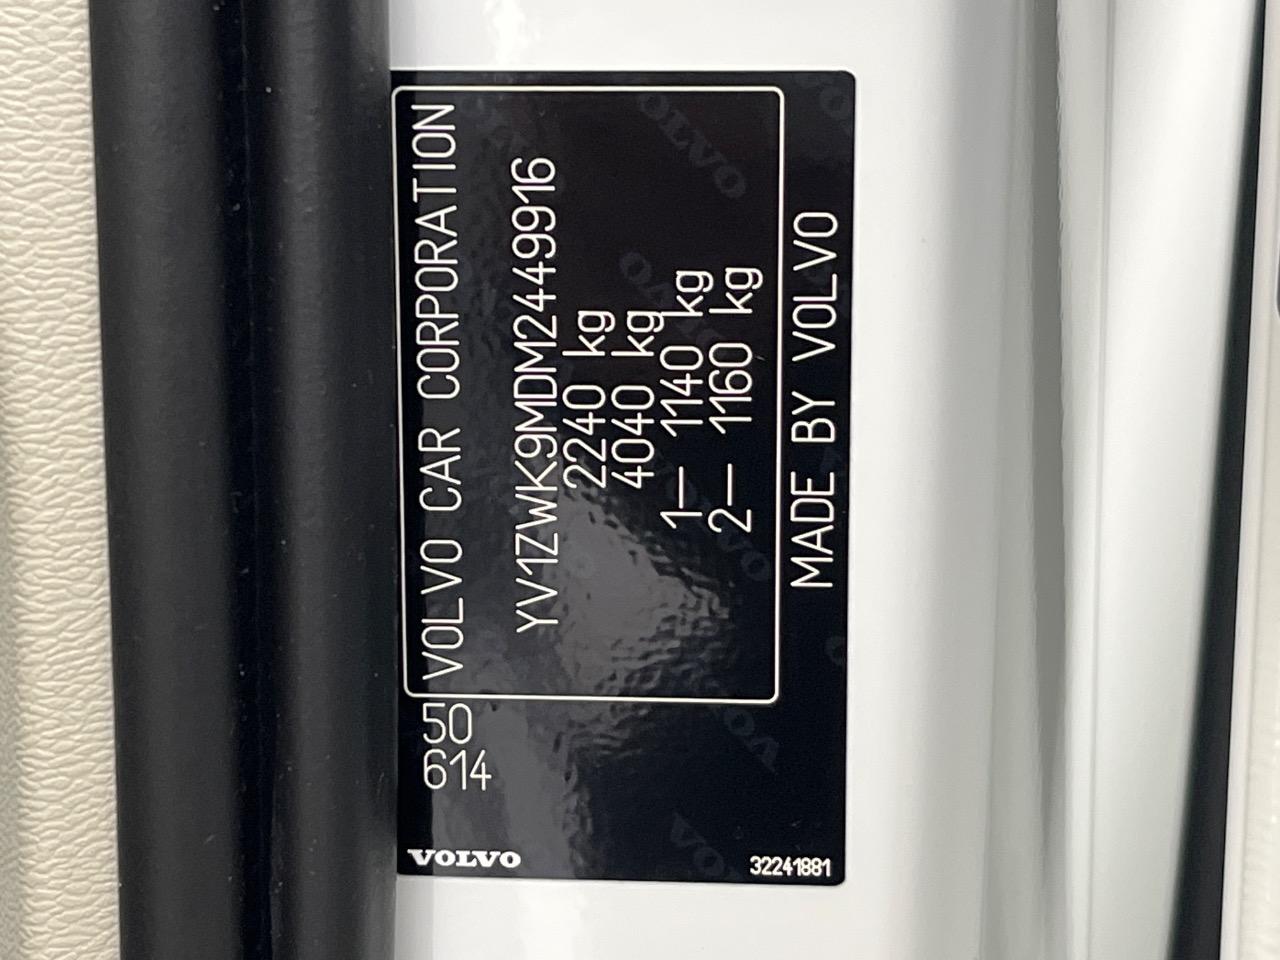 50 VOLVO CAR CORPORATION
614
YV1ZWK9MDM2449916
2240 kg
4040 kg
1— 1140 kg
2— 1160 kg
MADE BY VOLVO
VOLVO
32241881